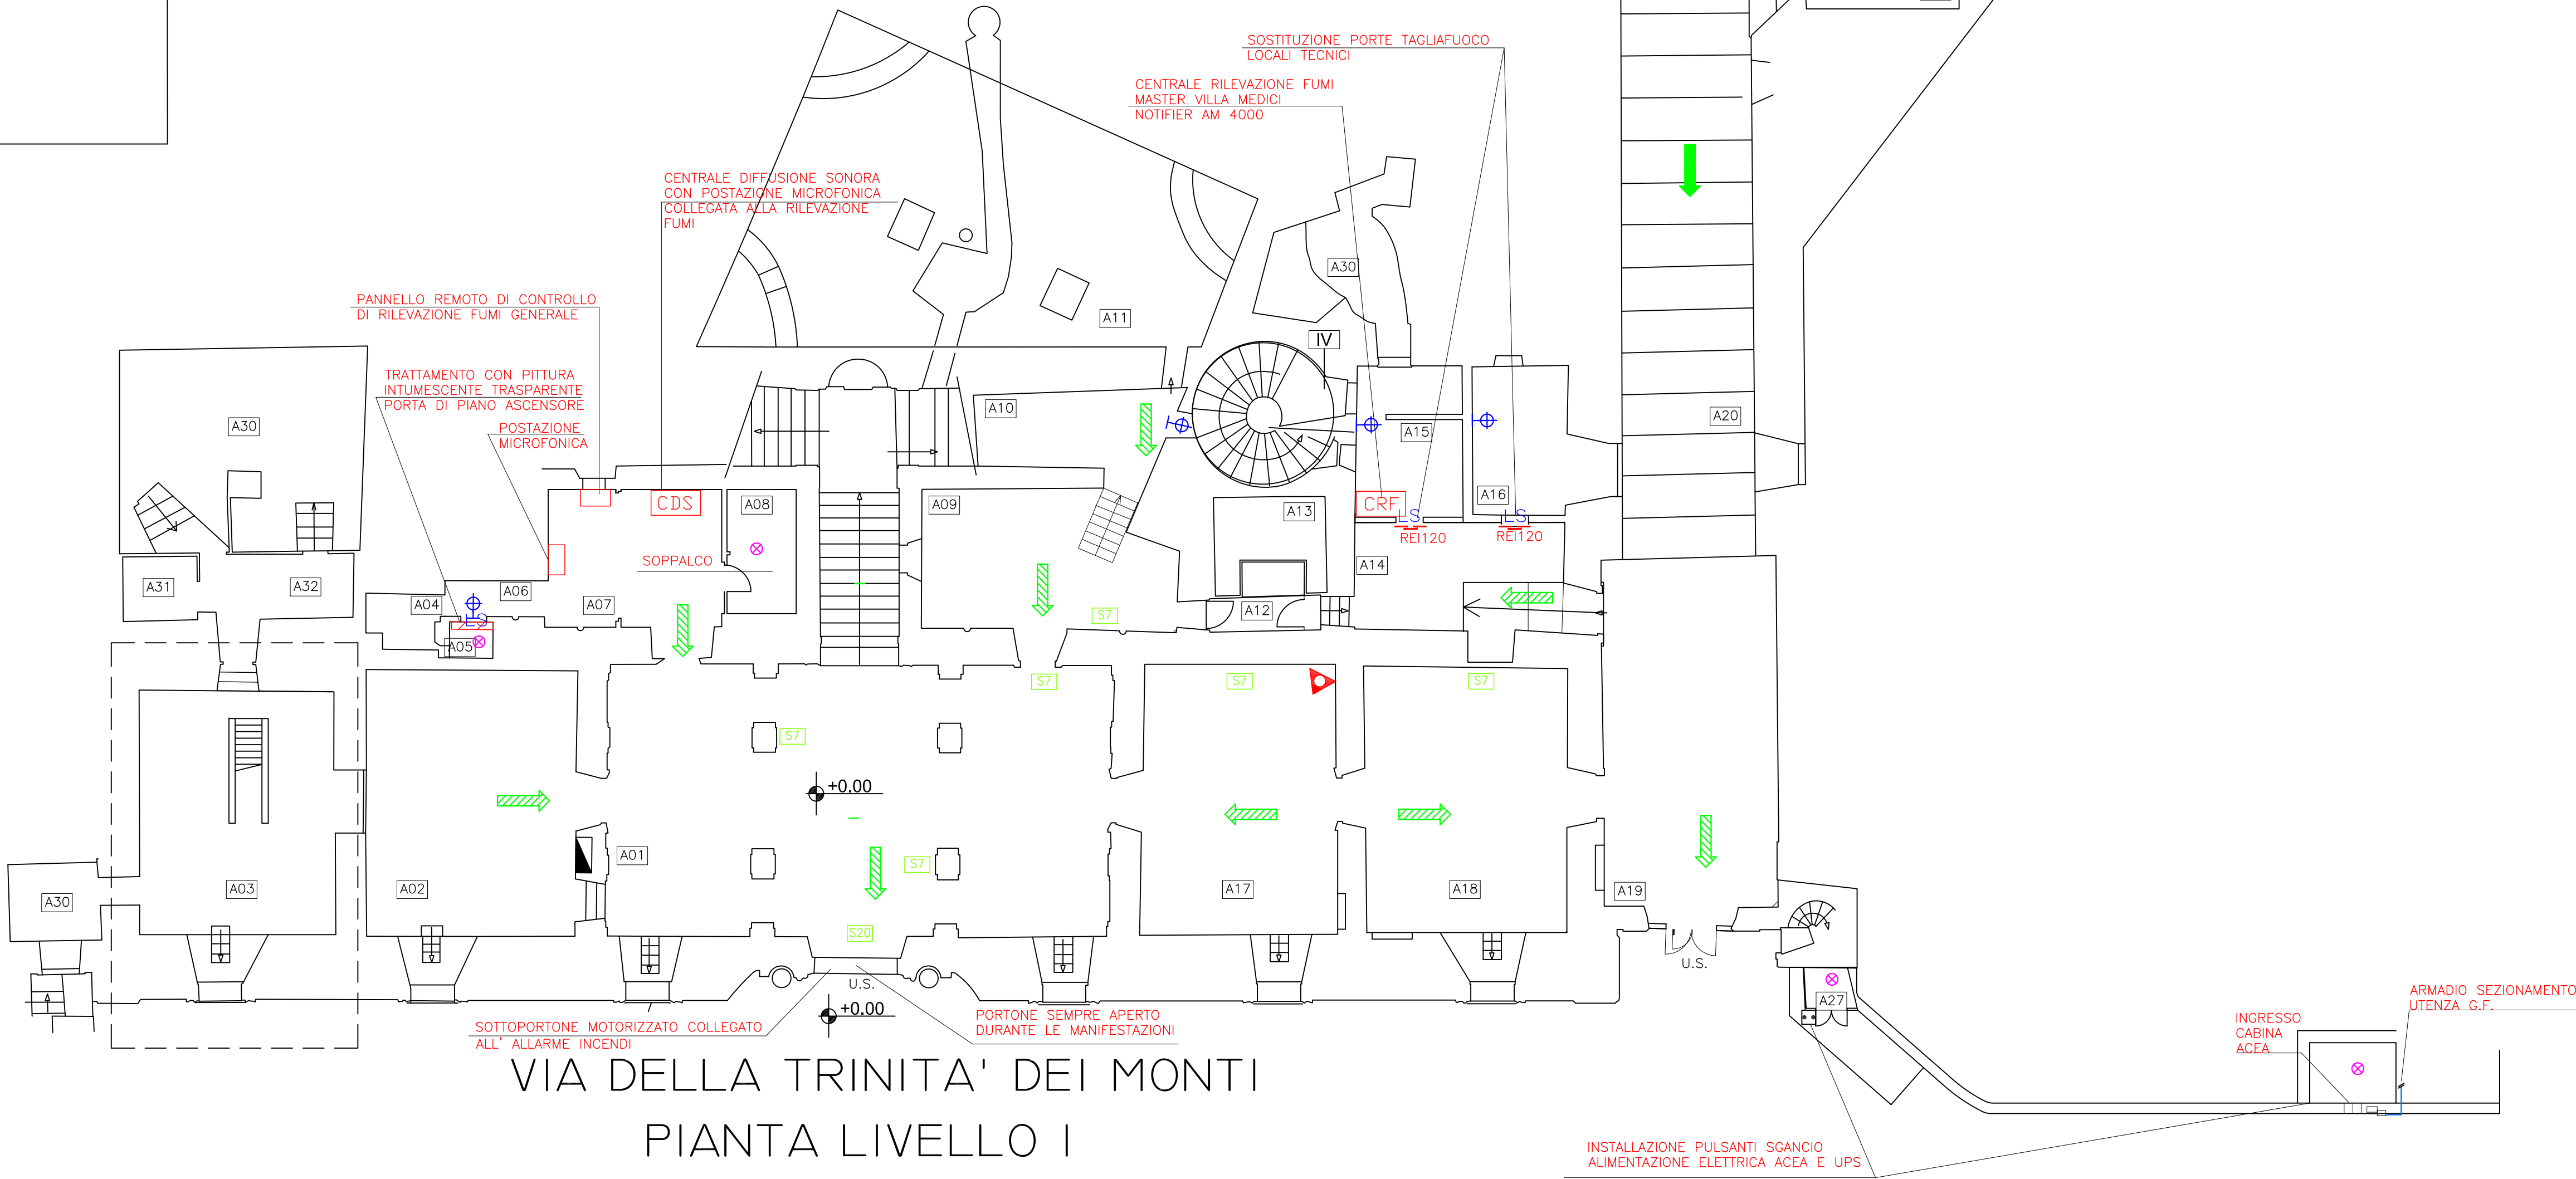 SOSTITUZIONE PORTE TAGLIAFUOCO
LOCALI TECNICI
CENTRALE RILEVAZIONE FUMI
MASTER VILLA MEDICI
NOTIFIER AM 4000
CENTRALE DIFFUSIONE SONORA
CON POSTAZIONE MICROFONICA
COLLEGATA ALLA RILEVAZIONE
FUMI
A30
PANNELLO REMOTO DI CONTROLLO
DI RILEVAZIONE FUMI GENERALE
A11
IV
TRATTAMENTO CON PITTURA
INTUMESCENTE TRASPARENTE
PORTA DI PIANO ASCENSORE
POSTAZIONE
MICROFONICA
A30
A10
A15
A20
CDS
A08
A09
A13
CRF
A16
LS
LS
REI120
REI120
SOPPALCO
A14
A31
A32
A06
A04
A07
LS
A05
S7
A12
S7
S7
S7
S7
+0.00
A01
S7
A30
A03
A02
A17
A18
A19
S20
U.S.
U.S.
A27
+0.00
SOTTOPORTONE MOTORIZZATO COLLEGATO
ALL' ALLARME INCENDI
PORTONE SEMPRE APERTO
DURANTE LE MANIFESTAZIONI
ARMADIO SEZIONAMENTO
UTENZA G.F.
INGRESSO
CABINA
ACEA
VIA DELLA TRINITA' DEI MONTI
PIANTA LIVELLO I
INSTALLAZIONE PULSANTI SGANCIO
ALIMENTAZIONE ELETTRICA ACEA E UPS